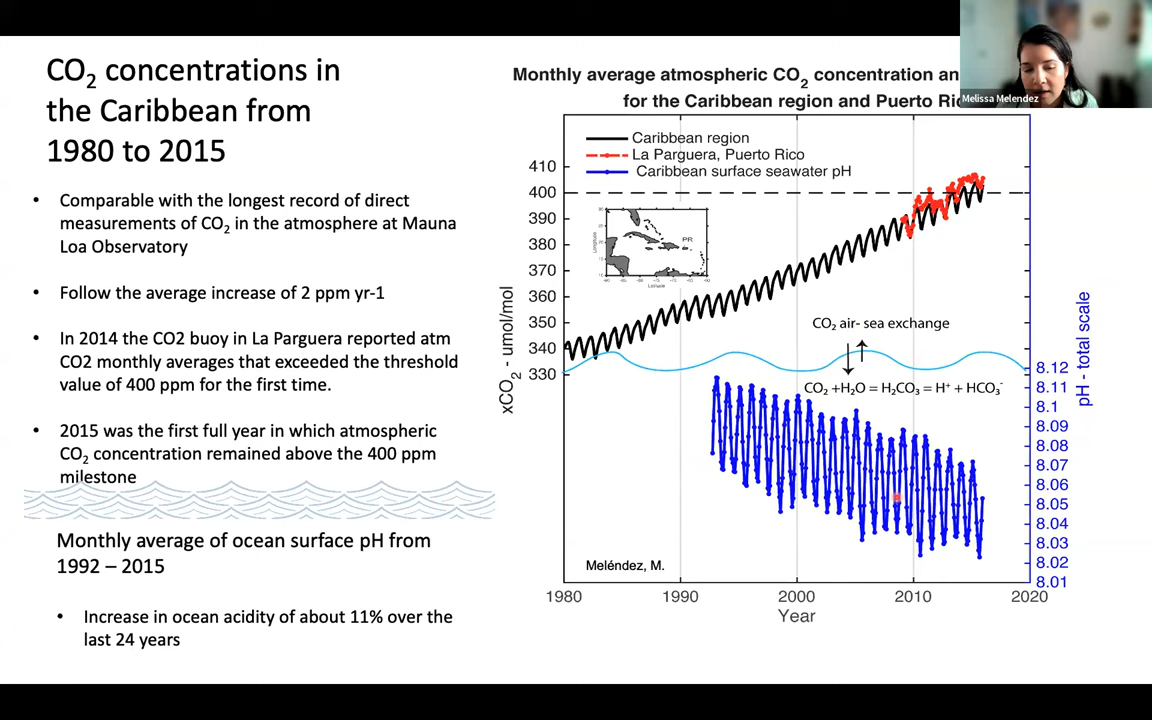 CO₂ concentrations in
the Caribbean from
1980 to 2015
• Comparable with the longest record of direct
measurements of CO₂ in the atmosphere at Mauna
Loa Observatory
• Follow the average increase of 2 ppm yr-1
• In 2014 the CO2 buoy in La Parguera reported atm
CO2 monthly averages that exceeded the threshold
value of 400 ppm for the first time.
• 2015 was the first full year in which atmospheric
CO₂ concentration remained above the 400 ppm
milestone
Monthly average of ocean surface pH from
1992 – 2015
• Increase in ocean acidity of about 11% over the
last 24 years
Monthly average atmospheric CO₂ concentration an
for the Caribbean region and Puerto Ric
Melissa Melendez
Caribbean region
La Parguera, Puerto Rico
Caribbean surface seawater pH
410
400
390
380
370
360
350
340
330
xCO₂ - umol/mol
PR
Longitude
Latitude
CO₂ air- sea exchange
CO₂ +H₂O = H₂CO₃ = H⁺ + HCO₃⁻
8.12
8.11
8.1
8.09
8.08
8.07
8.06
8.05
8.04
8.03
8.02
8.01
pH - total scale
Meléndez, M.
1980
1990
2000
2010
2020
Year